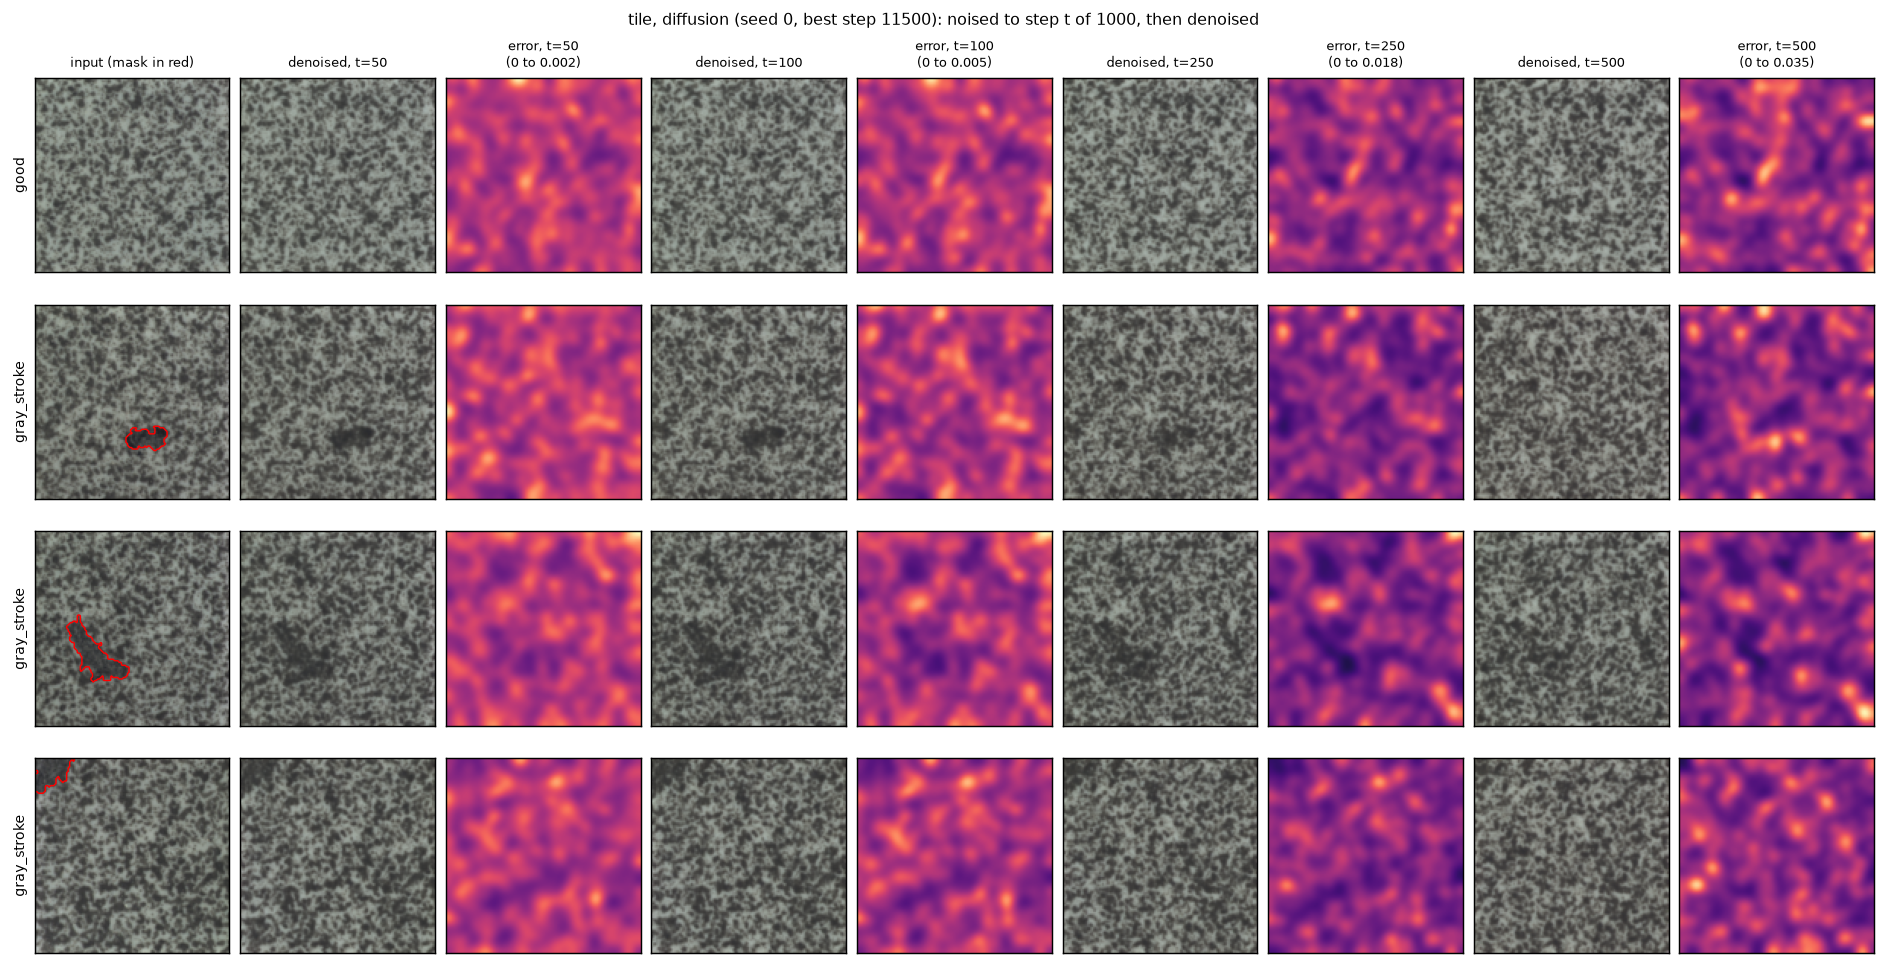 tile, diffusion (seed 0, best step 11500): noised to step t of 1000, then denoised
input (mask in red)
denoised, t=50
error, t=50
(0 to 0.002)
denoised, t=100
error, t=100
(0 to 0.005)
denoised, t=250
error, t=250
(0 to 0.018)
denoised, t=500
error, t=500
(0 to 0.035)
good
gray_stroke
gray_stroke
gray_stroke